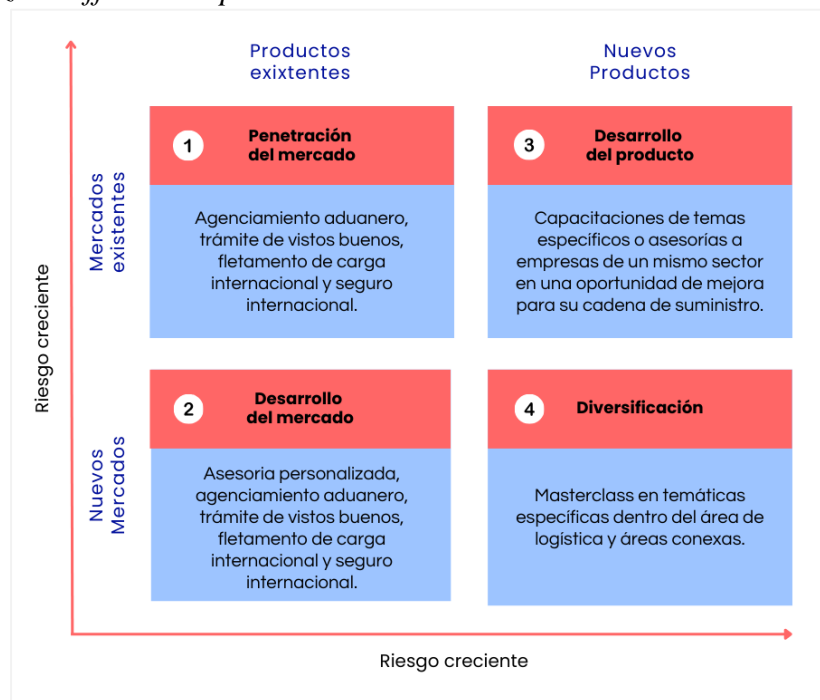 Productos
exixtentes
Nuevos
Productos
Mercados
existentes
1
Penetración
del mercado
Agenciamiento aduanero,
trámite de vistos buenos,
fletamento de carga
internacional y seguro
internacional.
3
Desarrollo
del producto
Capacitaciones de temas
específicos o asesorías a
empresas de un mismo sector
en una oportunidad de mejora
para su cadena de suministro.
Riesgo creciente
Nuevos
Mercados
2
Desarrollo
del mercado
Asesoria personalizada,
agenciamiento aduanero,
trámite de vistos buenos,
fletamento de carga
internacional y seguro
internacional.
4
Diversificación
Masterclass en temáticas
específicas dentro del área de
logística y áreas conexas.
Riesgo creciente